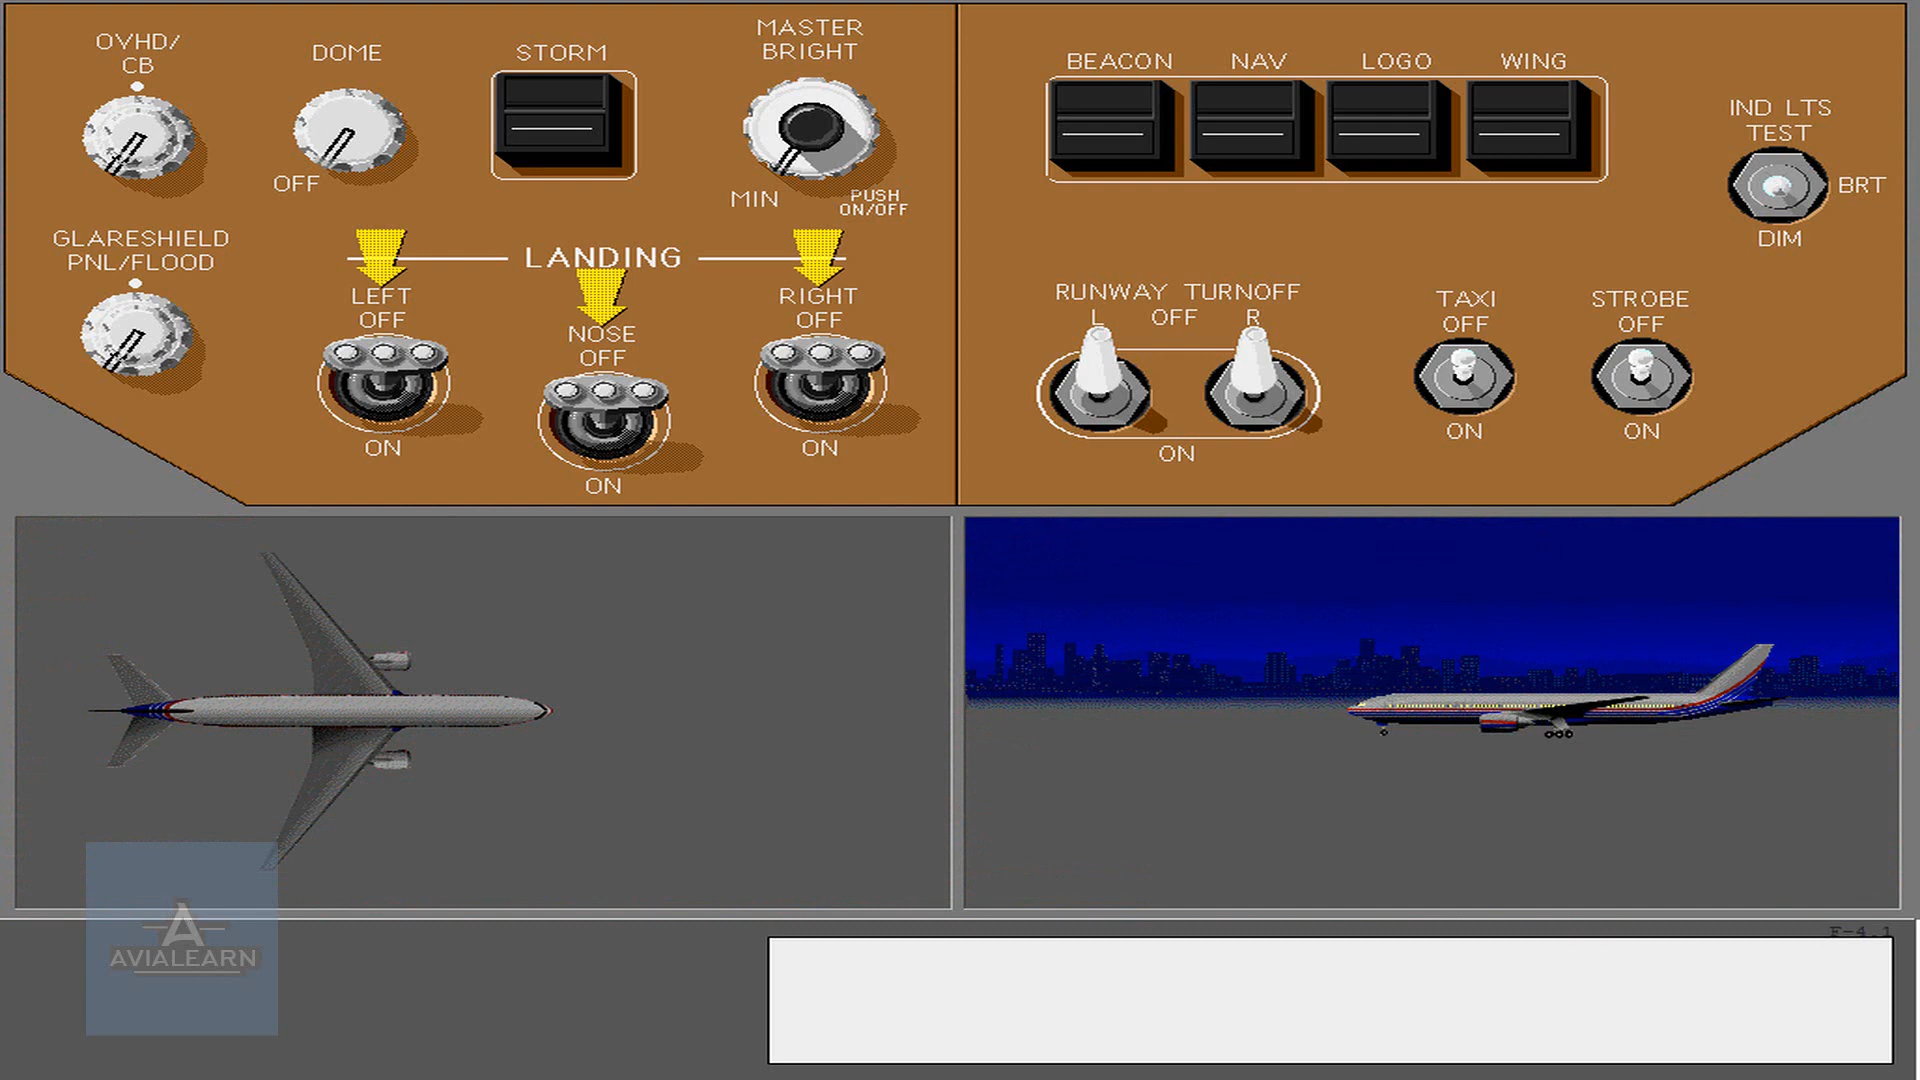 OVHD/
CB
DOME
OFF
STORM
MASTER
BRIGHT
MIN
PUSH
ON/OFF
GLARESHIELD
PNL/FLOOD
LANDING
LEFT
OFF
ON
NOSE
OFF
ON
RIGHT
OFF
ON
BEACON
NAV
LOGO
WING
IND LTS
TEST
BRT
DIM
RUNWAY TURNOFF
L OFF R
ON
TAXI
OFF
ON
STROBE
OFF
ON
A
AVIALEARN
F-4.1